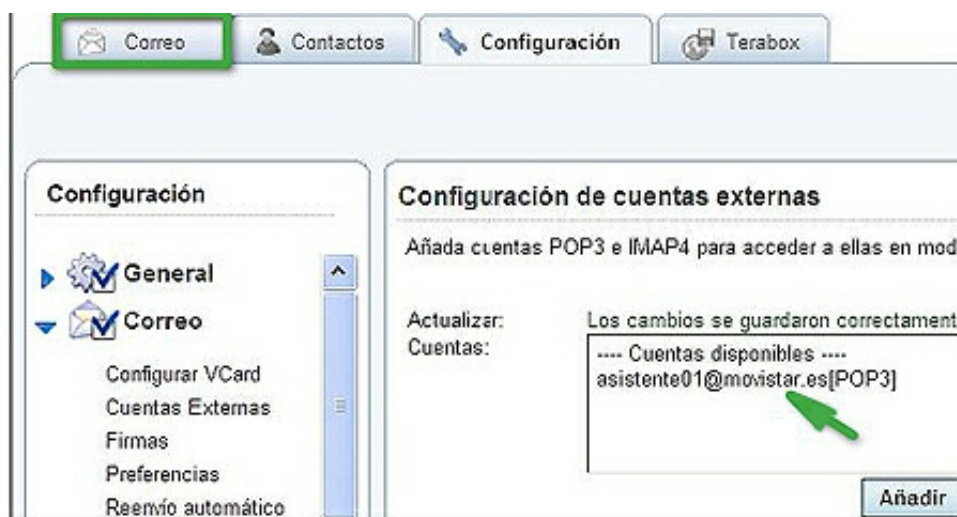 Correo
Contactos
Configuración
Terabox
Configuración
General
Correo
Configurar VCard
Cuentas Externas
Firmas
Preferencias
Reenvío automático
Configuración de cuentas externas
Añada cuentas POP3 e IMAP4 para acceder a ellas en mod
Actualizar: Los cambios se guardaron correctament
Cuentas:
---- Cuentas disponibles ----
asistente01@movistar.es[POP3]
Añadir